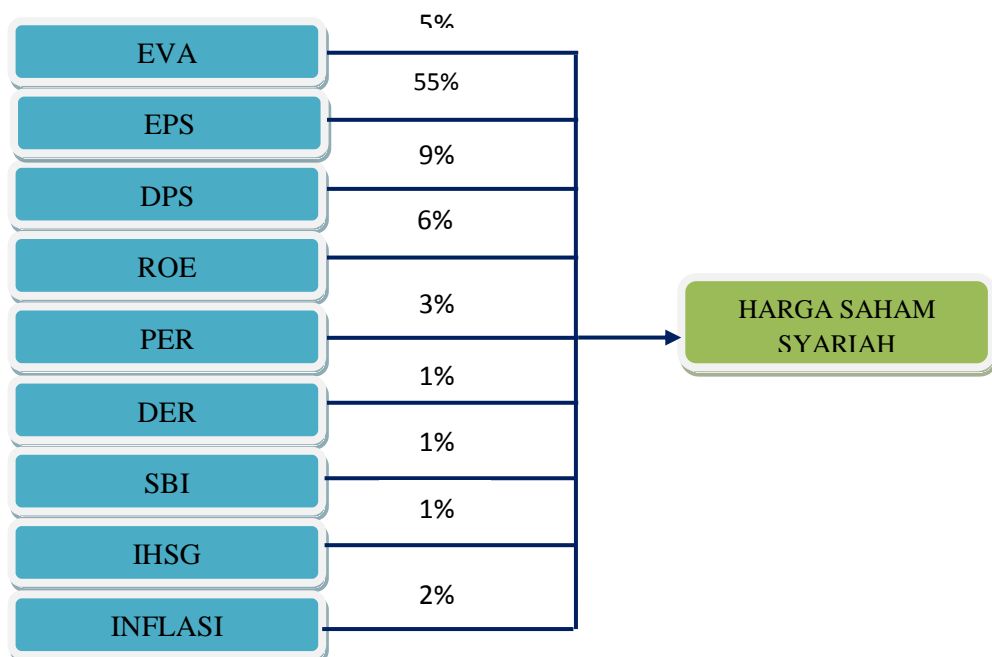 5%
EVA
55%
EPS
9%
DPS
6%
ROE
3%
PER
HARGA SAHAM
SYARIAH
1%
DER
1%
SBI
1%
IHSG
2%
INFLASI